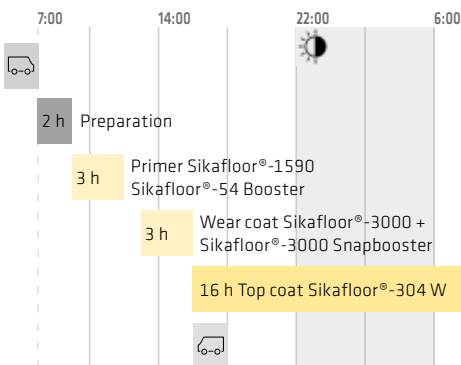 7:00 14:00 22:00 6:00
2 h Preparation
3 h Primer Sikafloor®-1590
Sikafloor®-54 Booster
3 h Wear coat Sikafloor®-3000 +
Sikafloor®-3000 Snapbooster
16 h Top coat Sikafloor®-304 W